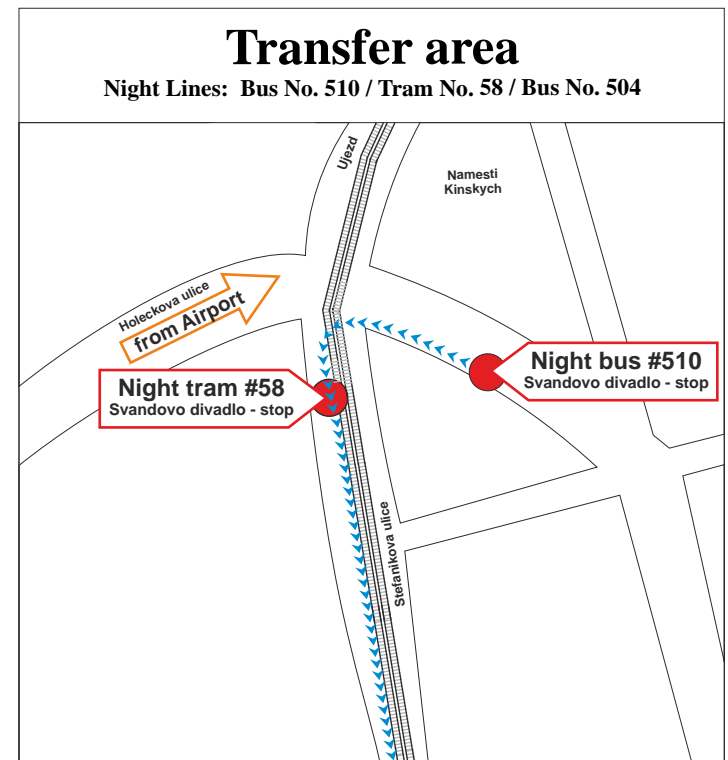 Transfer area
Night Lines: Bus No. 510 / Tram No. 58 / Bus No. 504
Ujezd
Namesti
Kinskych
Holeckova ulice
from Airport
Night bus #510
Svandovo divadlo - stop
Night tram #58
Svandovo divadlo - stop
Stefanikova ulice